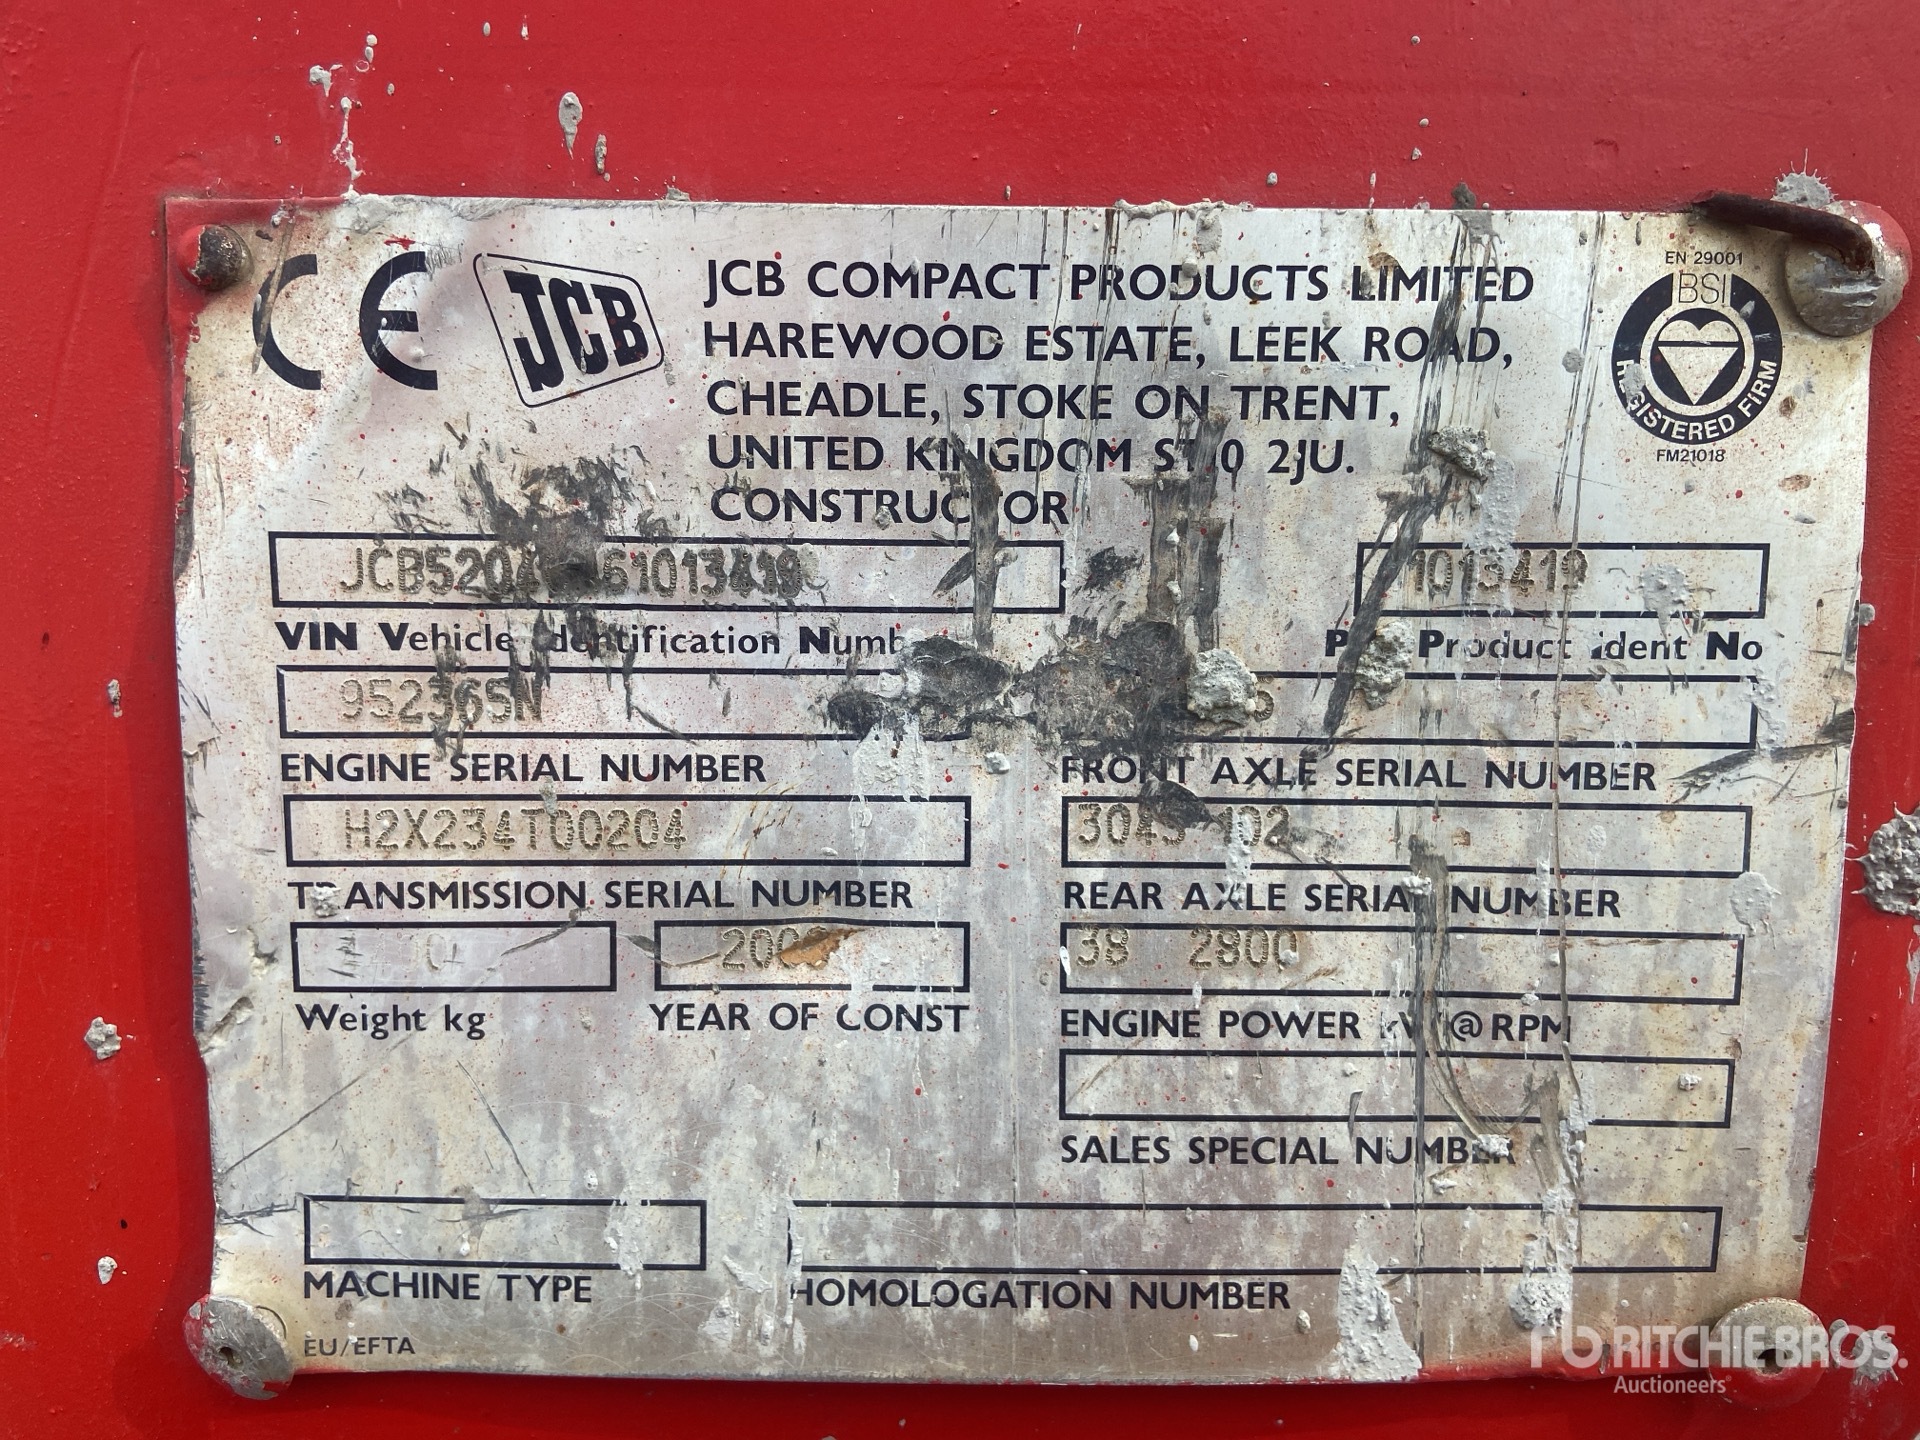 CE
JCB
JCB COMPACT PRODUCTS LIMITED
HAREWOOD ESTATE, LEEK ROAD,
CHEADLE, STOKE ON TRENT,
UNITED KINGDOM 2JU.
CONSTRUCTOR
EN 29001
BSI
REGISTERED FIRM
FM21018
1013419
VIN Vehicle Identification
Product Ident No
952365N
ENGINE SERIAL NUMBER
FRONT AXLE SERIAL NUMBER
H2X234T00204
102
TRANSMISSION SERIAL NUMBER
REAR AXLE SERIAL NUMBER
38 2800
Weight kg
YEAR OF CONST
ENGINE POWER kW@RPM
SALES SPECIAL NUMBER
MACHINE TYPE
HOMOLOGATION NUMBER
EU/EFTA
rb RITCHIE BROS.
Auctioneers